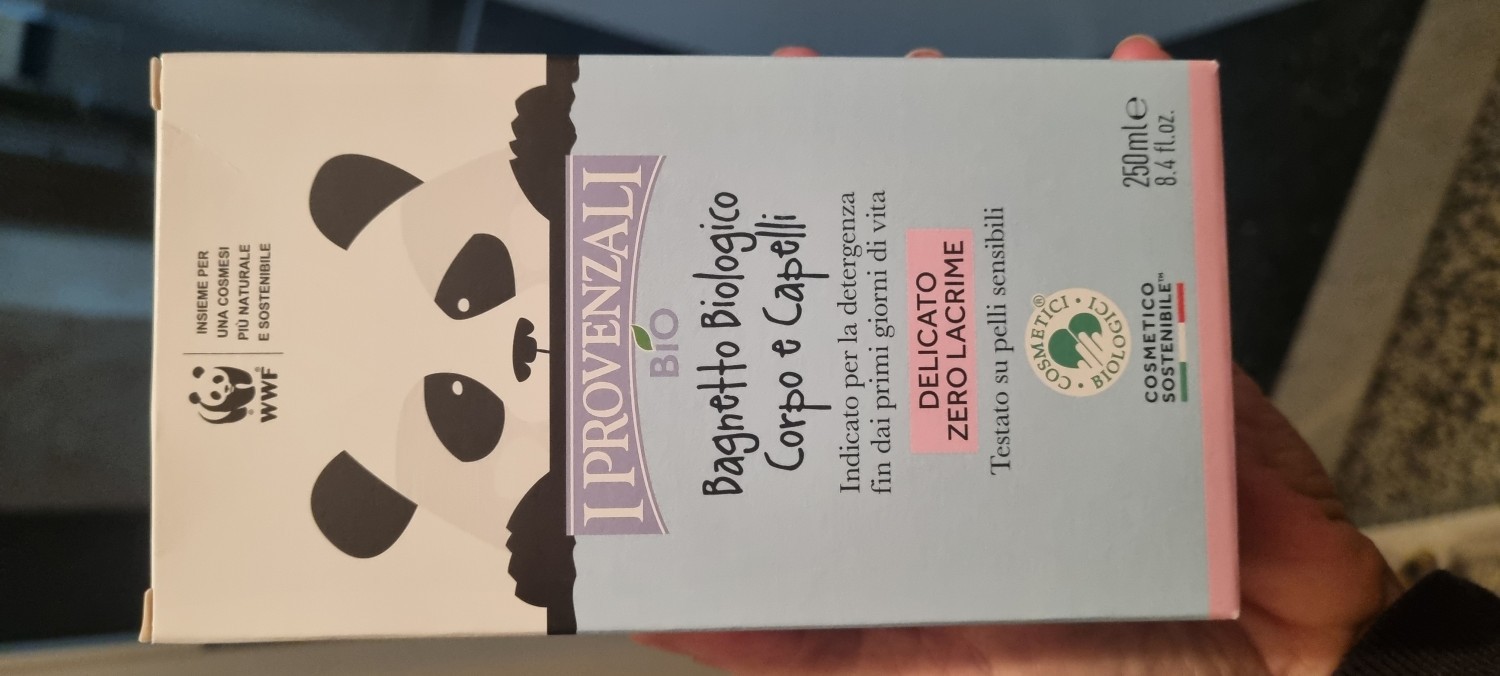 WWF®
INSIEME PER
UNA COSMESI
PIÙ NATURALE
E SOSTENIBILE
I PROVENZALI
BIO
Bagnetto Biologico
Corpo e Capelli
Indicato per la detergenza
fin dai primi giorni di vita
DELICATO
ZERO LACRIME
Testato su pelli sensibili
COSMETICI • BIOLOGICI •®
COSMETICO
SOSTENIBILE™
250ml℮
8.4 fl.oz.